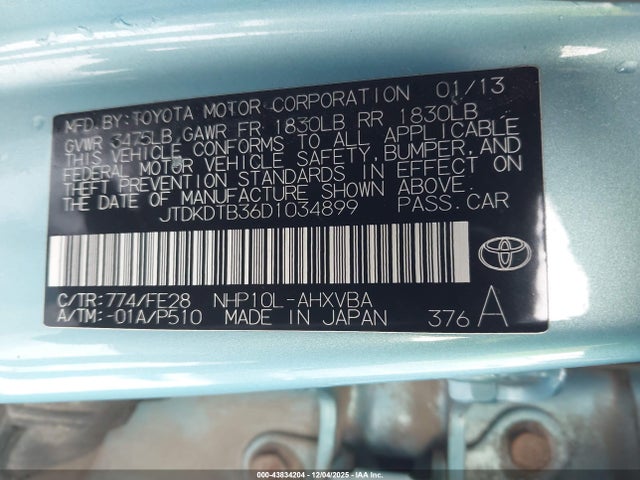 MFD.BY:TOYOTA MOTOR CORPORATION 01/13
GVWR 3475LB GAWR FR 1830LB RR 1830LB
THIS VEHICLE CONFORMS TO ALL APPLICABLE
FEDERAL MOTOR VEHICLE SAFETY,BUMPER,AND
THEFT PREVENTION STANDARDS IN EFFECT ON
THE DATE OF MANUFACTURE SHOWN ABOVE.
JTDKDTB36D1034899 PASS.CAR
C/TR:774/FE28 NHP10L-AHXVBA
A/TM:-01A/P510 MADE IN JAPAN 376 A
000-43834204 - 12/04/2025 - IAA Inc.